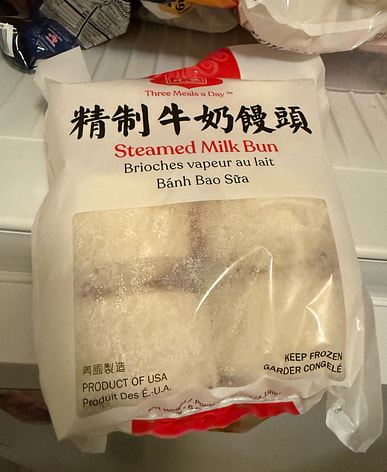 Three Meals a Day™
精制牛奶饅頭
Steamed Milk Bun
Brioches vapeur au lait
Bánh Bao Sữa
美國製造
PRODUCT OF USA
Produit Des É.-U.A.
KEEP FROZEN
GARDER CONGELÉ